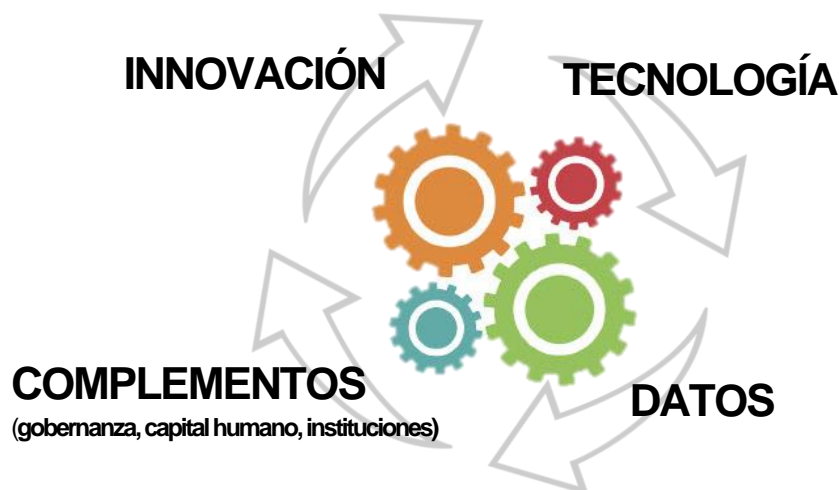 INNOVACIÓN
TECNOLOGÍA
COMPLEMENTOS
(gobernanza, capital humano, instituciones)
DATOS